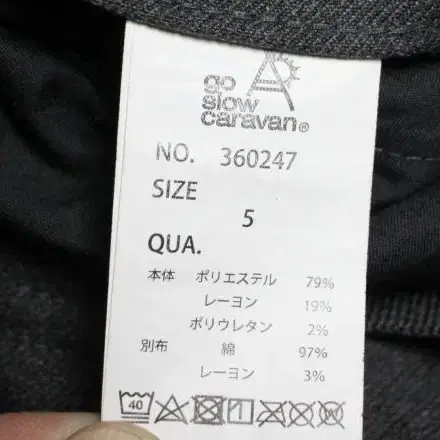 go
slow
caravan®
NO. 360247
SIZE
5
QUA.
本体 ポリエステル 79%
レーヨン 19%
ポリウレタン 2%
別布 綿 97%
レーヨン 3%
40